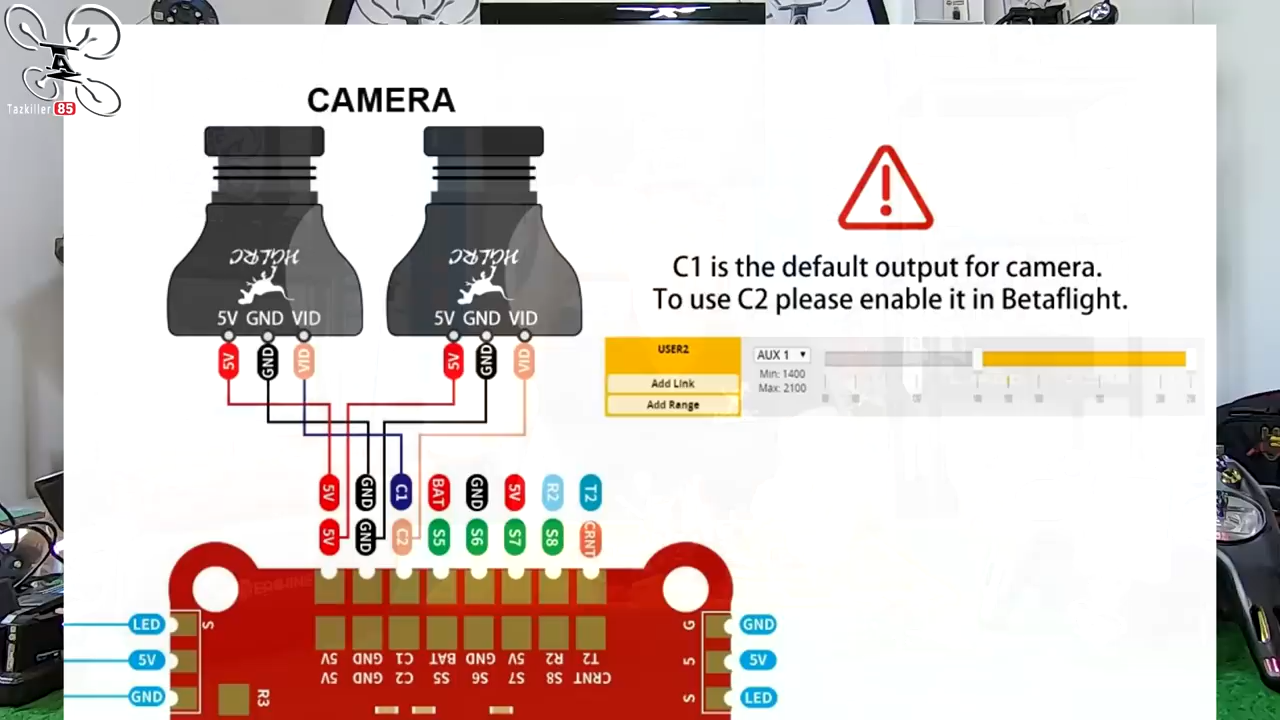 Tazkiller 85
CAMERA
HGLRC
HGLRC
5V GND VID
5V GND VID
5V GND VID
5V GND VID
C1 is the default output for camera.
To use C2 please enable it in Betaflight.
USER2
Add Link
Add Range
AUX 1
Min: 1400
Max: 2100
5V GND C1 BAT GND 5V R2 T2
5V GND C2 S5 S6 S7 S8 CRNT
LED
5V
GND
S
R3
5V GND C1 BAT GND 5V R2 T2
5V GND C2 S5 S6 S7 S8 CRNT
G
5
S
GND
5V
LED